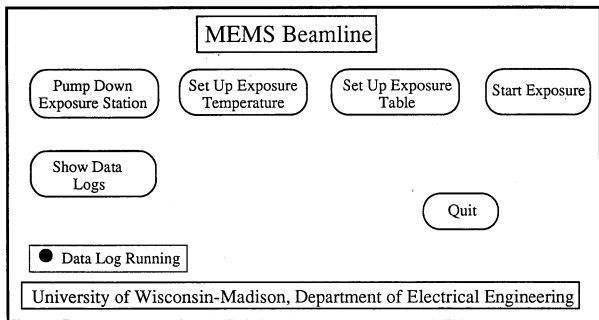 MEMS Beamline
Pump Down
Exposure Station
Set Up Exposure
Temperature
Set Up Exposure
Table
Start Exposure
Show Data
Logs
Quit
Data Log Running
University of Wisconsin-Madison, Department of Electrical Engineering